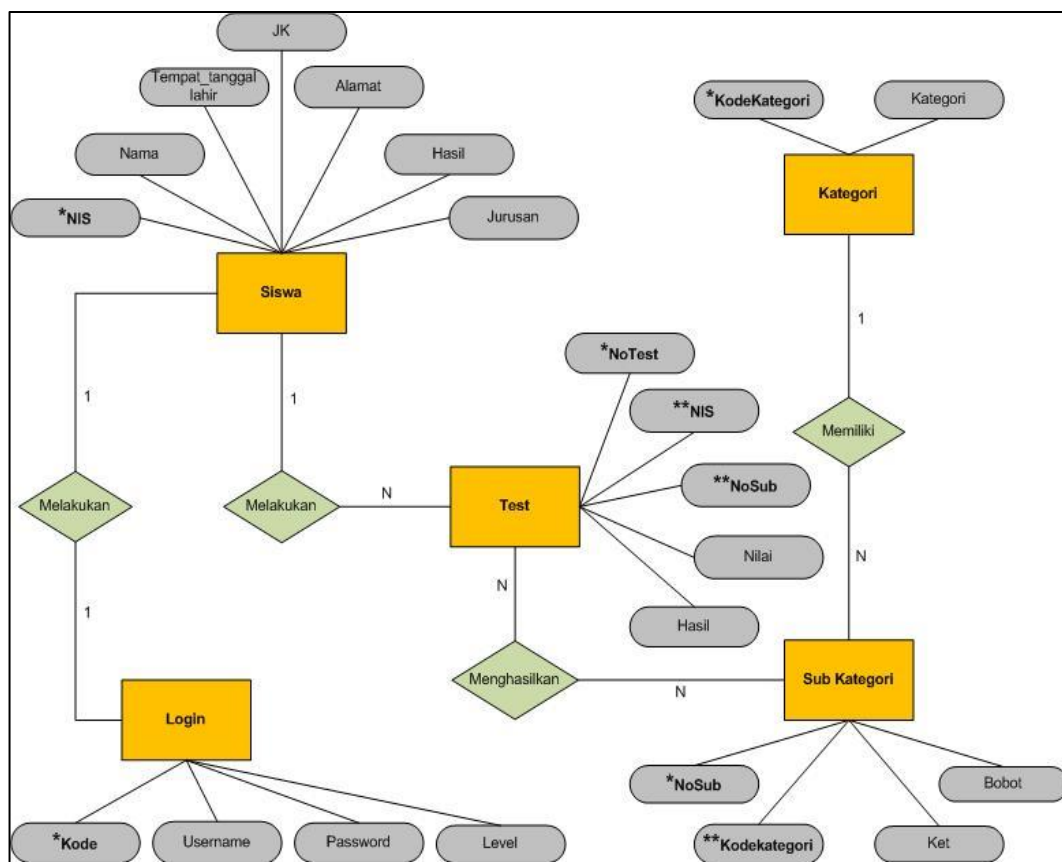 JK
Tempat_tanggal
lahir
Alamat
*KodeKategori
Kategori
Nama
Hasil
Kategori
*NIS
Jurusan
Siswa
*NoTest
1
1
1
**NIS
Memiliki
**NoSub
Melakukan
Melakukan
N
Test
Nilai
N
N
Hasil
1
Menghasilkan
N
Sub Kategori
Login
*NoSub
Bobot
*Kode
Username
Password
Level
**Kodekategori
Ket